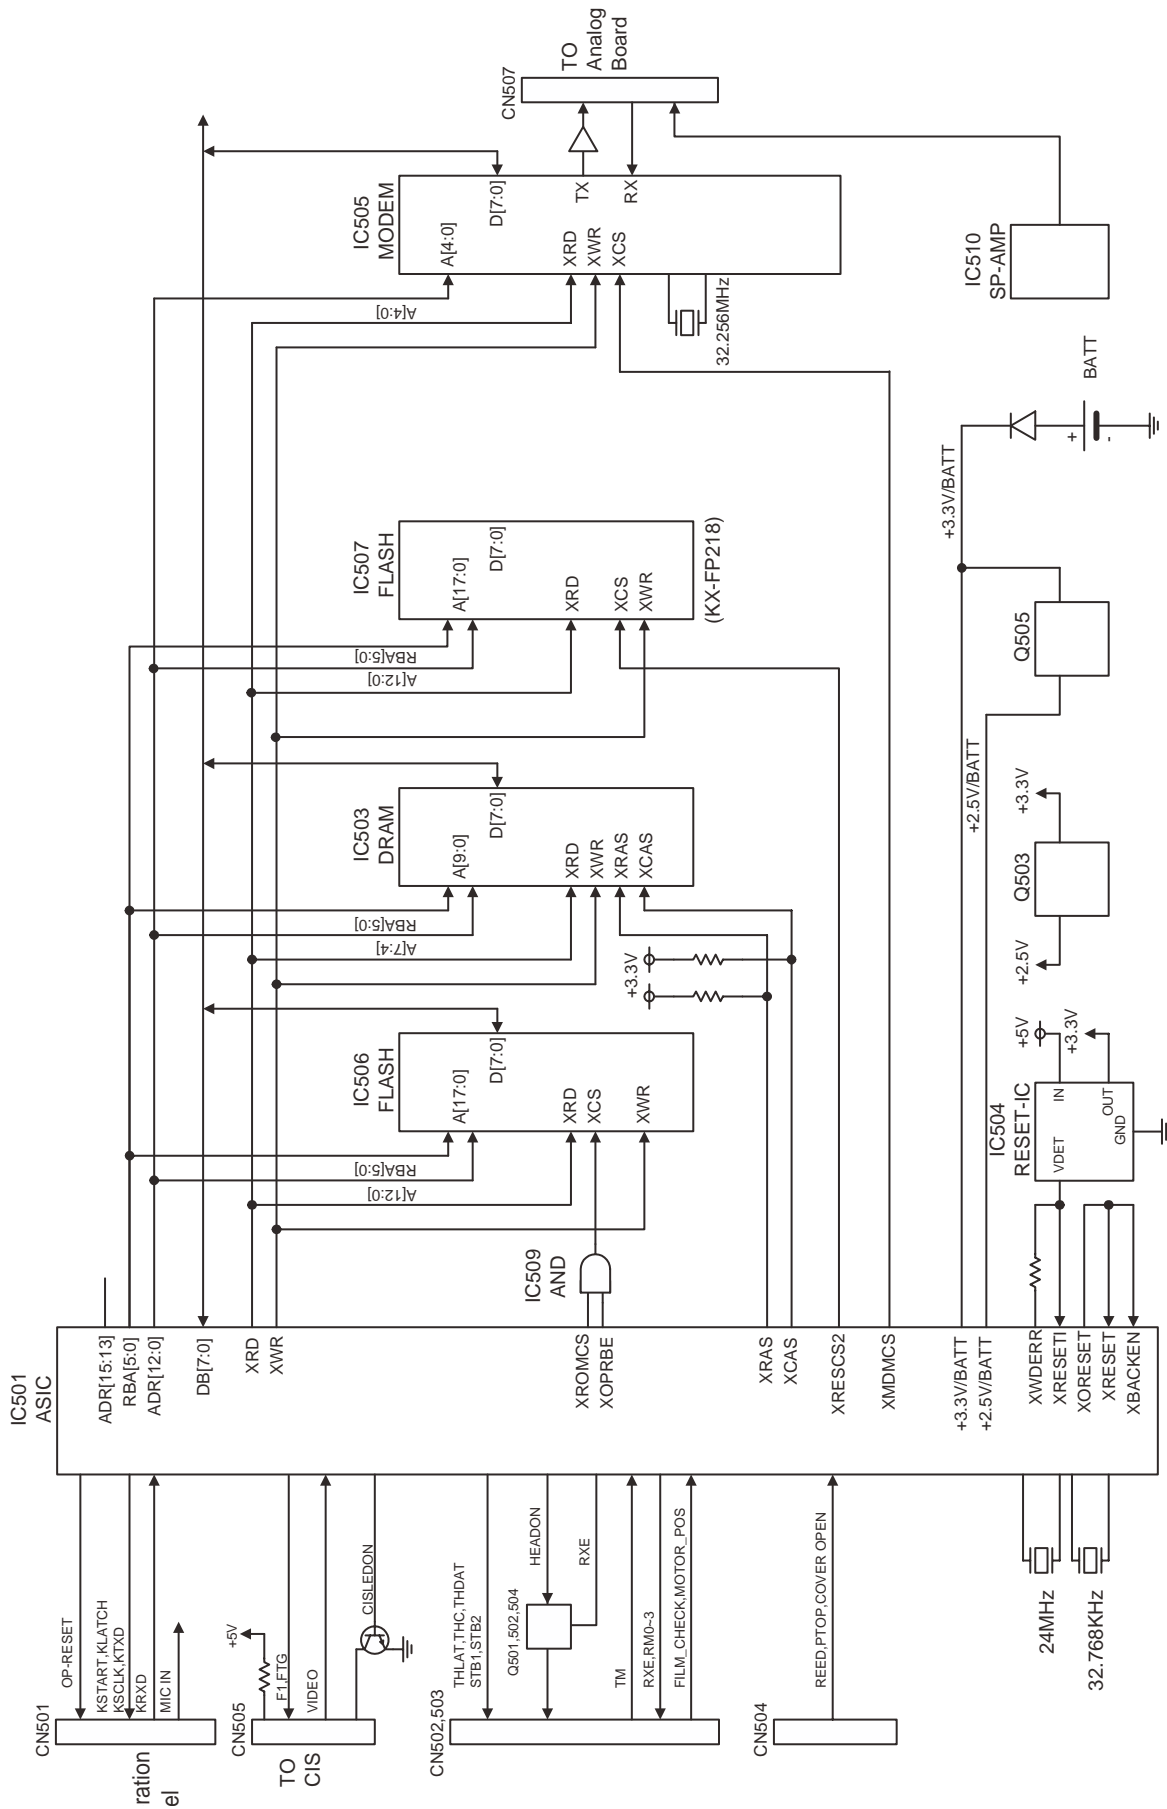 TO
Analog
Board
CN507
IC505
MODEM
A[4:0]
D[7:0]
TX
RX
XRD
XWR
XCS
A[4:0]
32.256MHz
IC510
SP-AMP
BATT
+
-
+3.3V/BATT
IC507
FLASH
A[17:0]
D[7:0]
XRD
XCS
XWR
(KX-FP218)
RBA[5:0]
A[12:0]
Q505
+2.5V/BATT
IC503
DRAM
A[9:0]
D[7:0]
XRD
XWR
XRAS
XCAS
RBA[5:0]
A[7:4]
+3.3V
+3.3V
Q503
+2.5V
IC506
FLASH
A[17:0]
D[7:0]
XRD
XCS
XWR
RBA[5:0]
A[12:0]
+5V
+3.3V
IC504
RESET-IC
VDET
IN
OUT
GND
IC509
AND
IC501
ASIC
ADR[15:13]
RBA[5:0]
ADR[12:0]
DB[7:0]
XRD
XWR
XROMCS
XOPRBE
XRAS
XCAS
XRESCS2
XMDMCS
+3.3V/BATT
+2.5V/BATT
XWDERR
XRESETI
XORESET
XRESET
XBACKEN
OP-RESET
KSTART,KLATCH
KSCLK,KTXD
KRXD
MIC IN
CN501
ration
el
+5V
F1,FTG
VIDEO
CISLEDON
CN505
TO
CIS
THLAT,THC,THDAT
STB1,STB2
HEADON
Q501,502,504
RXE
TM
RXE,RM0~3
FILM_CHECK,MOTOR_POS
CN502,503
REED,PTOP,COVER OPEN
CN504
24MHz
32.768KHz